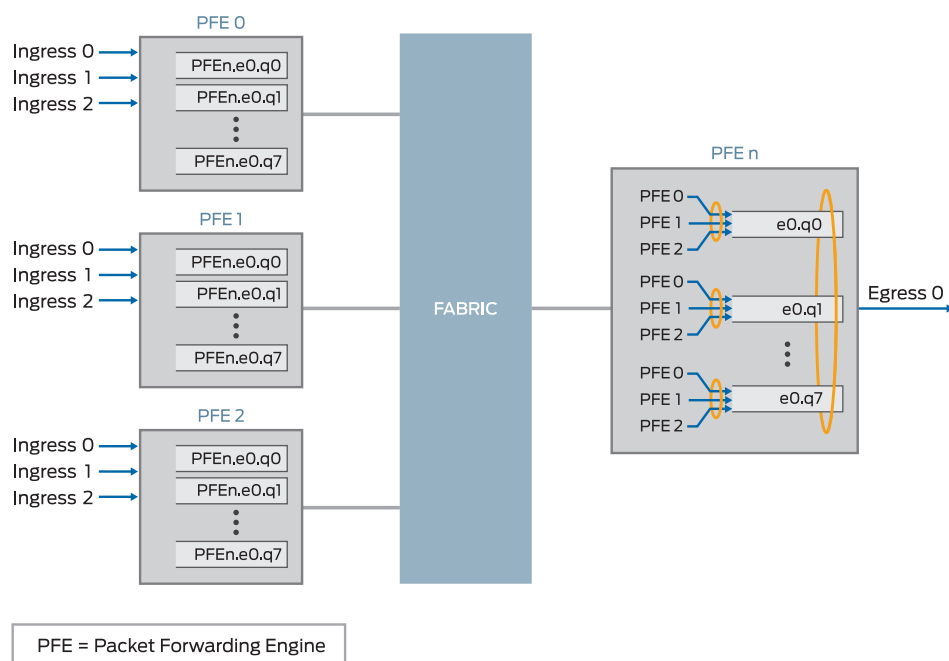 PFE 0
Ingress 0
Ingress 1
Ingress 2
PFEn.e0.q0
PFEn.e0.q1
PFEn.e0.q7
PFE 1
Ingress 0
Ingress 1
Ingress 2
PFEn.e0.q0
PFEn.e0.q1
PFEn.e0.q7
PFE 2
Ingress 0
Ingress 1
Ingress 2
PFEn.e0.q0
PFEn.e0.q1
PFEn.e0.q7
FABRIC
PFE n
PFE 0
PFE 1
PFE 2
e0.q0
PFE 0
PFE 1
PFE 2
e0.q1
PFE 0
PFE 1
PFE 2
e0.q7
Egress 0
PFE = Packet Forwarding Engine